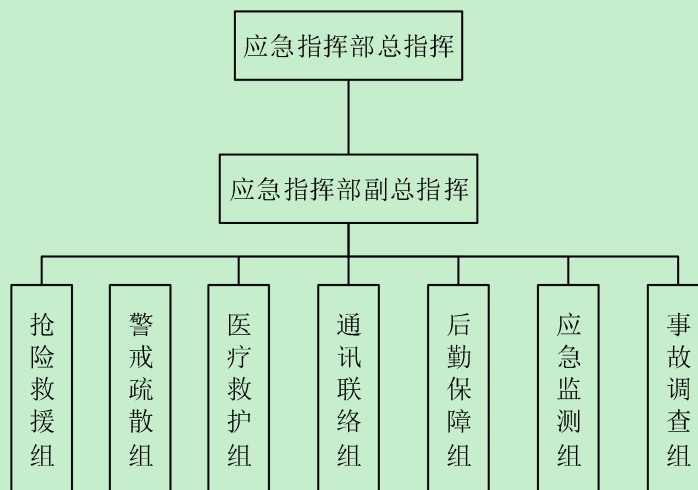 应急指挥部总指挥
应急指挥部副总指挥
抢险救援组
警戒疏散组
医疗救护组
通讯联络组
后勤保障组
应急监测组
事故调查组